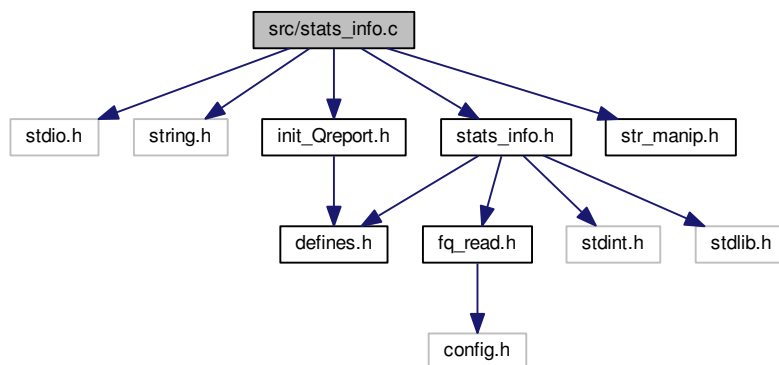 src/stats_info.c
stdio.h
string.h
init_Qreport.h
stats_info.h
str_manip.h
defines.h
fq_read.h
stdint.h
stdlib.h
config.h